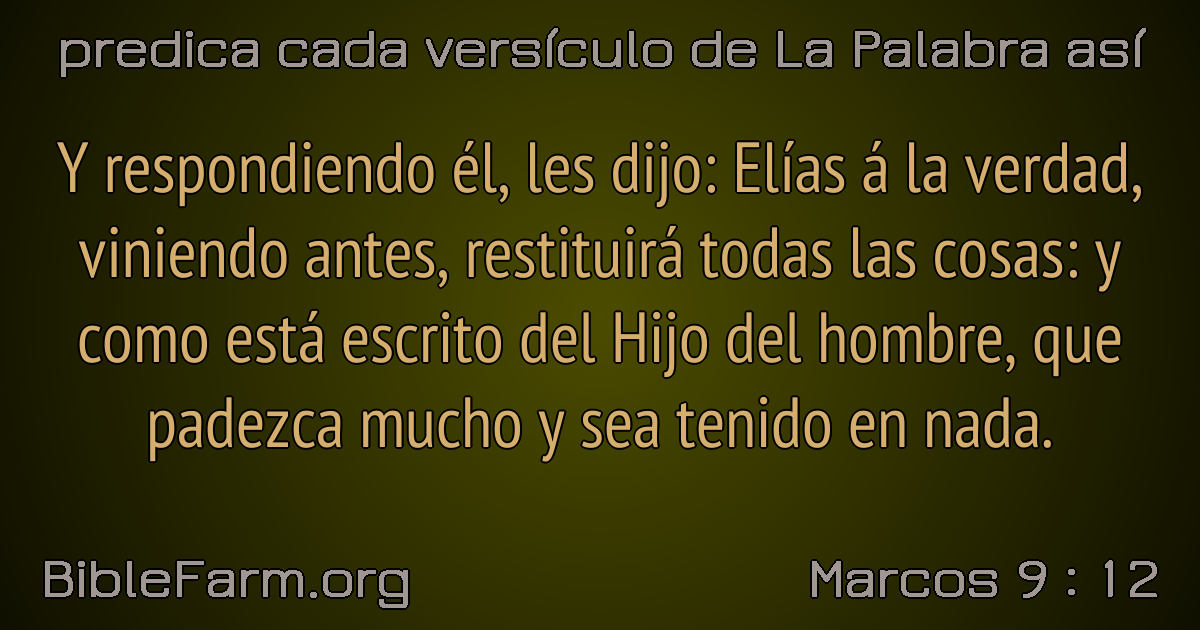 predica cada versículo de La Palabra así
Y respondiendo él, les dijo: Elías á la verdad,
viniendo antes, restituirá todas las cosas: y
como está escrito del Hijo del hombre, que
padezca mucho y sea tenido en nada.
BibleFarm.org
Marcos 9 : 12